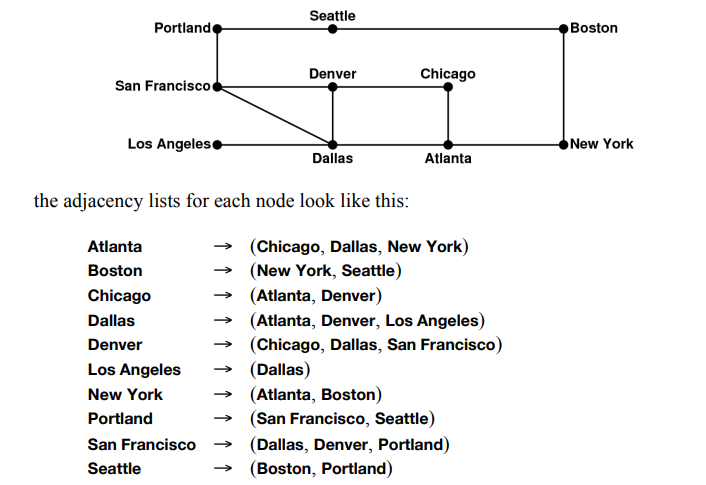 Seattle
Portland
Boston
Denver
Chicago
San Francisco
Los Angeles
New York
Dallas
Atlanta
the adjacency lists for each node look like this:
Atlanta → (Chicago, Dallas, New York)
Boston → (New York, Seattle)
Chicago → (Atlanta, Denver)
Dallas → (Atlanta, Denver, Los Angeles)
Denver → (Chicago, Dallas, San Francisco)
Los Angeles → (Dallas)
New York → (Atlanta, Boston)
Portland → (San Francisco, Seattle)
San Francisco → (Dallas, Denver, Portland)
Seattle → (Boston, Portland)